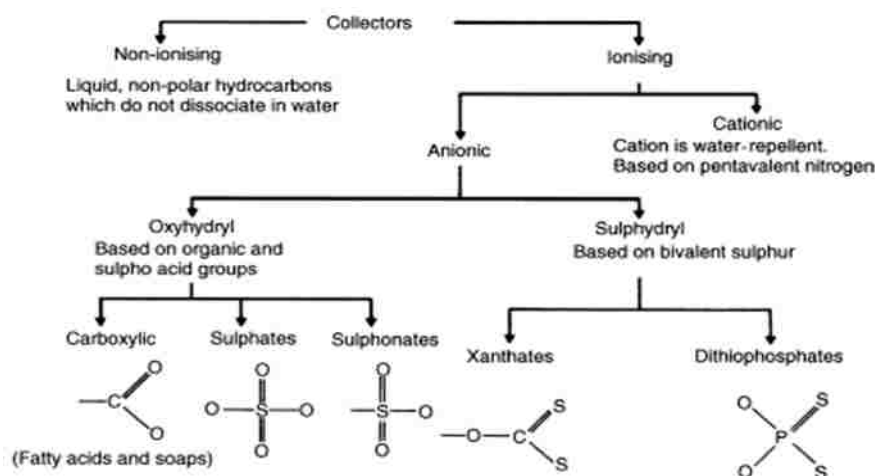 Collectors
Non-ionising
Liquid, non-polar hydrocarbons
which do not dissociate in water
Ionising
Anionic
Cationic
Cation is water-repellent.
Based on pentavalent nitrogen
Oxyhydryl
Based on organic and
sulpho acid groups
Sulphydryl
Based on bivalent sulphur
Carboxylic
Sulphates
Sulphonates
Xanthates
Dithiophosphates
O
C
O
(Fatty acids and soaps)
O
O S O
O
O
S O
O
S
O C
S
O S
P
O S